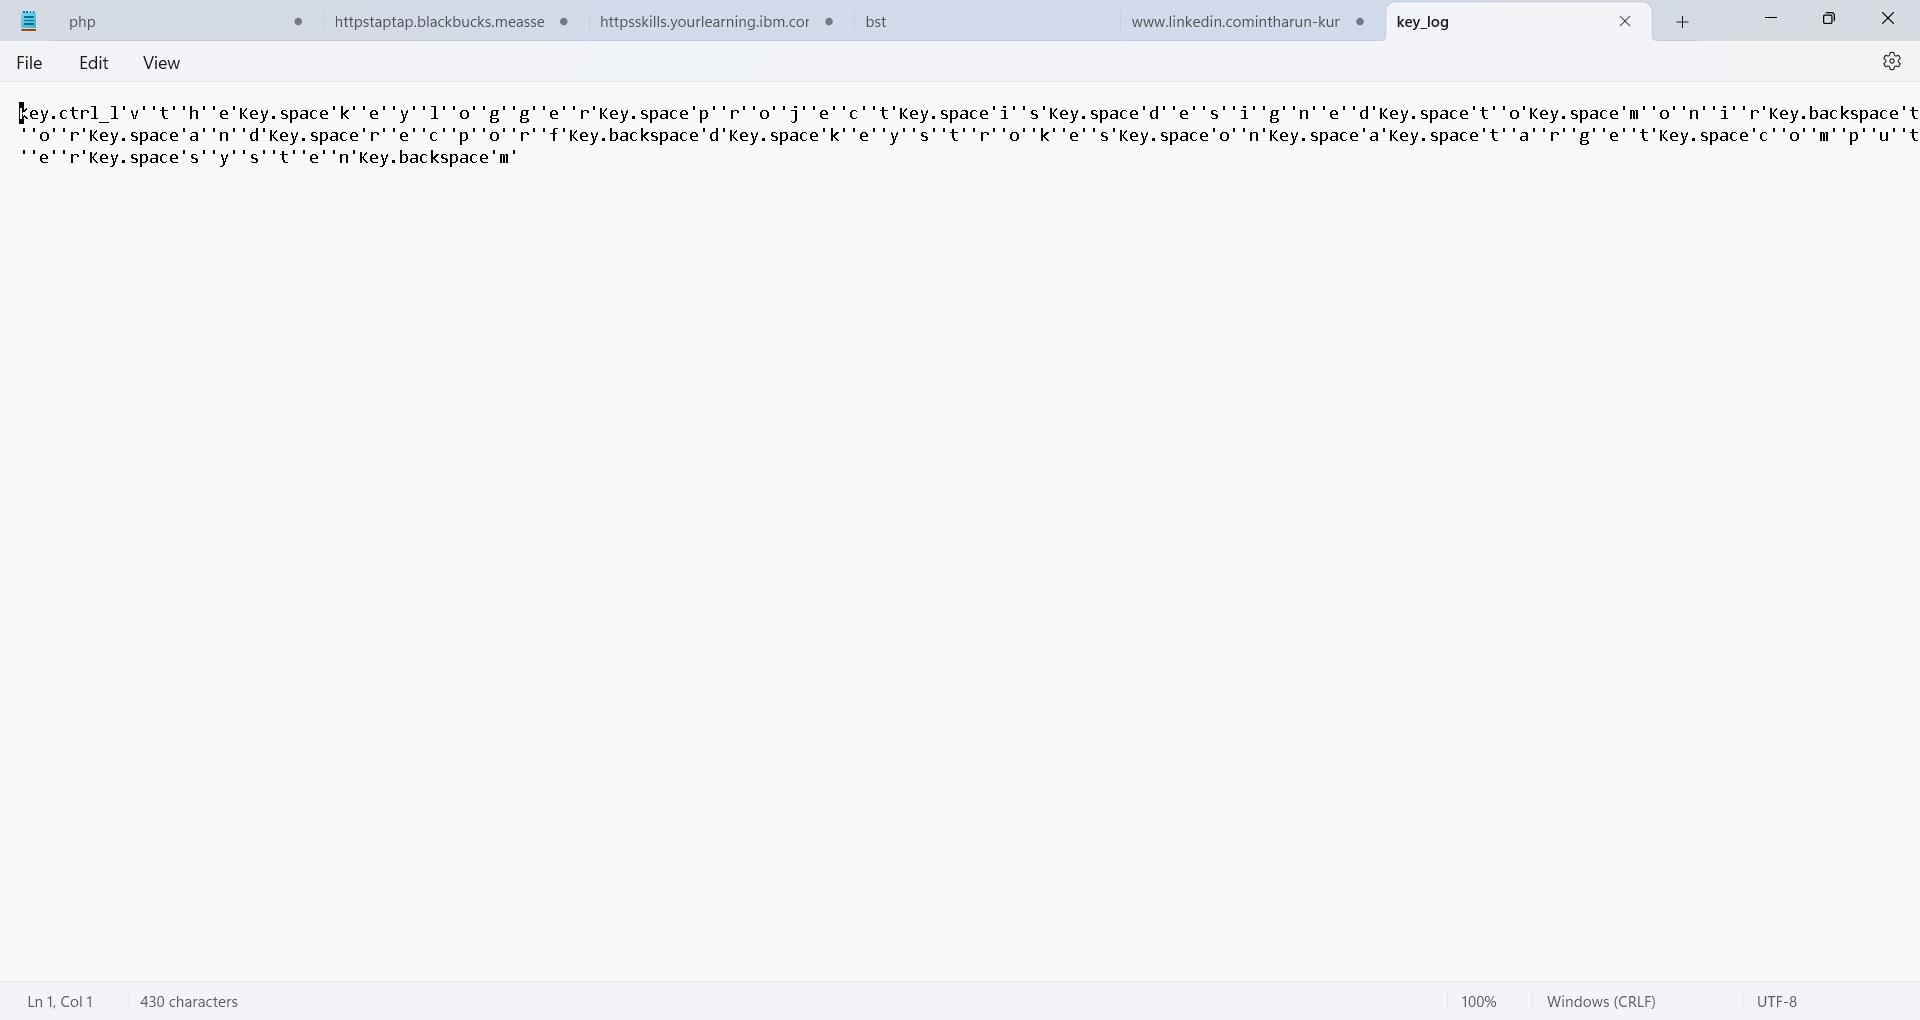 php
httpstaptap.blackbucks.measse
httpsskills.yourlearning.ibm.cor
bst
www.linkedin.comintharun-kur
key_log
File Edit View
Key.ctrl_l'v''t''h''e'Key.space'k''e''y''l''o''g''g''e''r'Key.space'p''r''o''j''e''c''t'Key.space'i''s'Key.space'd''e''s''i''g''n''e''d'Key.space't''o'Key.space'm''o''n''i''r'Key.backspace't
''o''r'Key.space'a''n''d'Key.space'r''e''c''p''o''r''f'Key.backspace'd'Key.space'k''e''y''s''t''r''o''k''e''s'Key.space'o''n'Key.space'a'Key.space't''a''r''g''e''t'Key.space'c''o''m''p''u''t
''e''r'Key.space's''y''s''t''e''n'Key.backspace'm'
Ln 1, Col 1 430 characters 100% Windows (CRLF) UTF-8